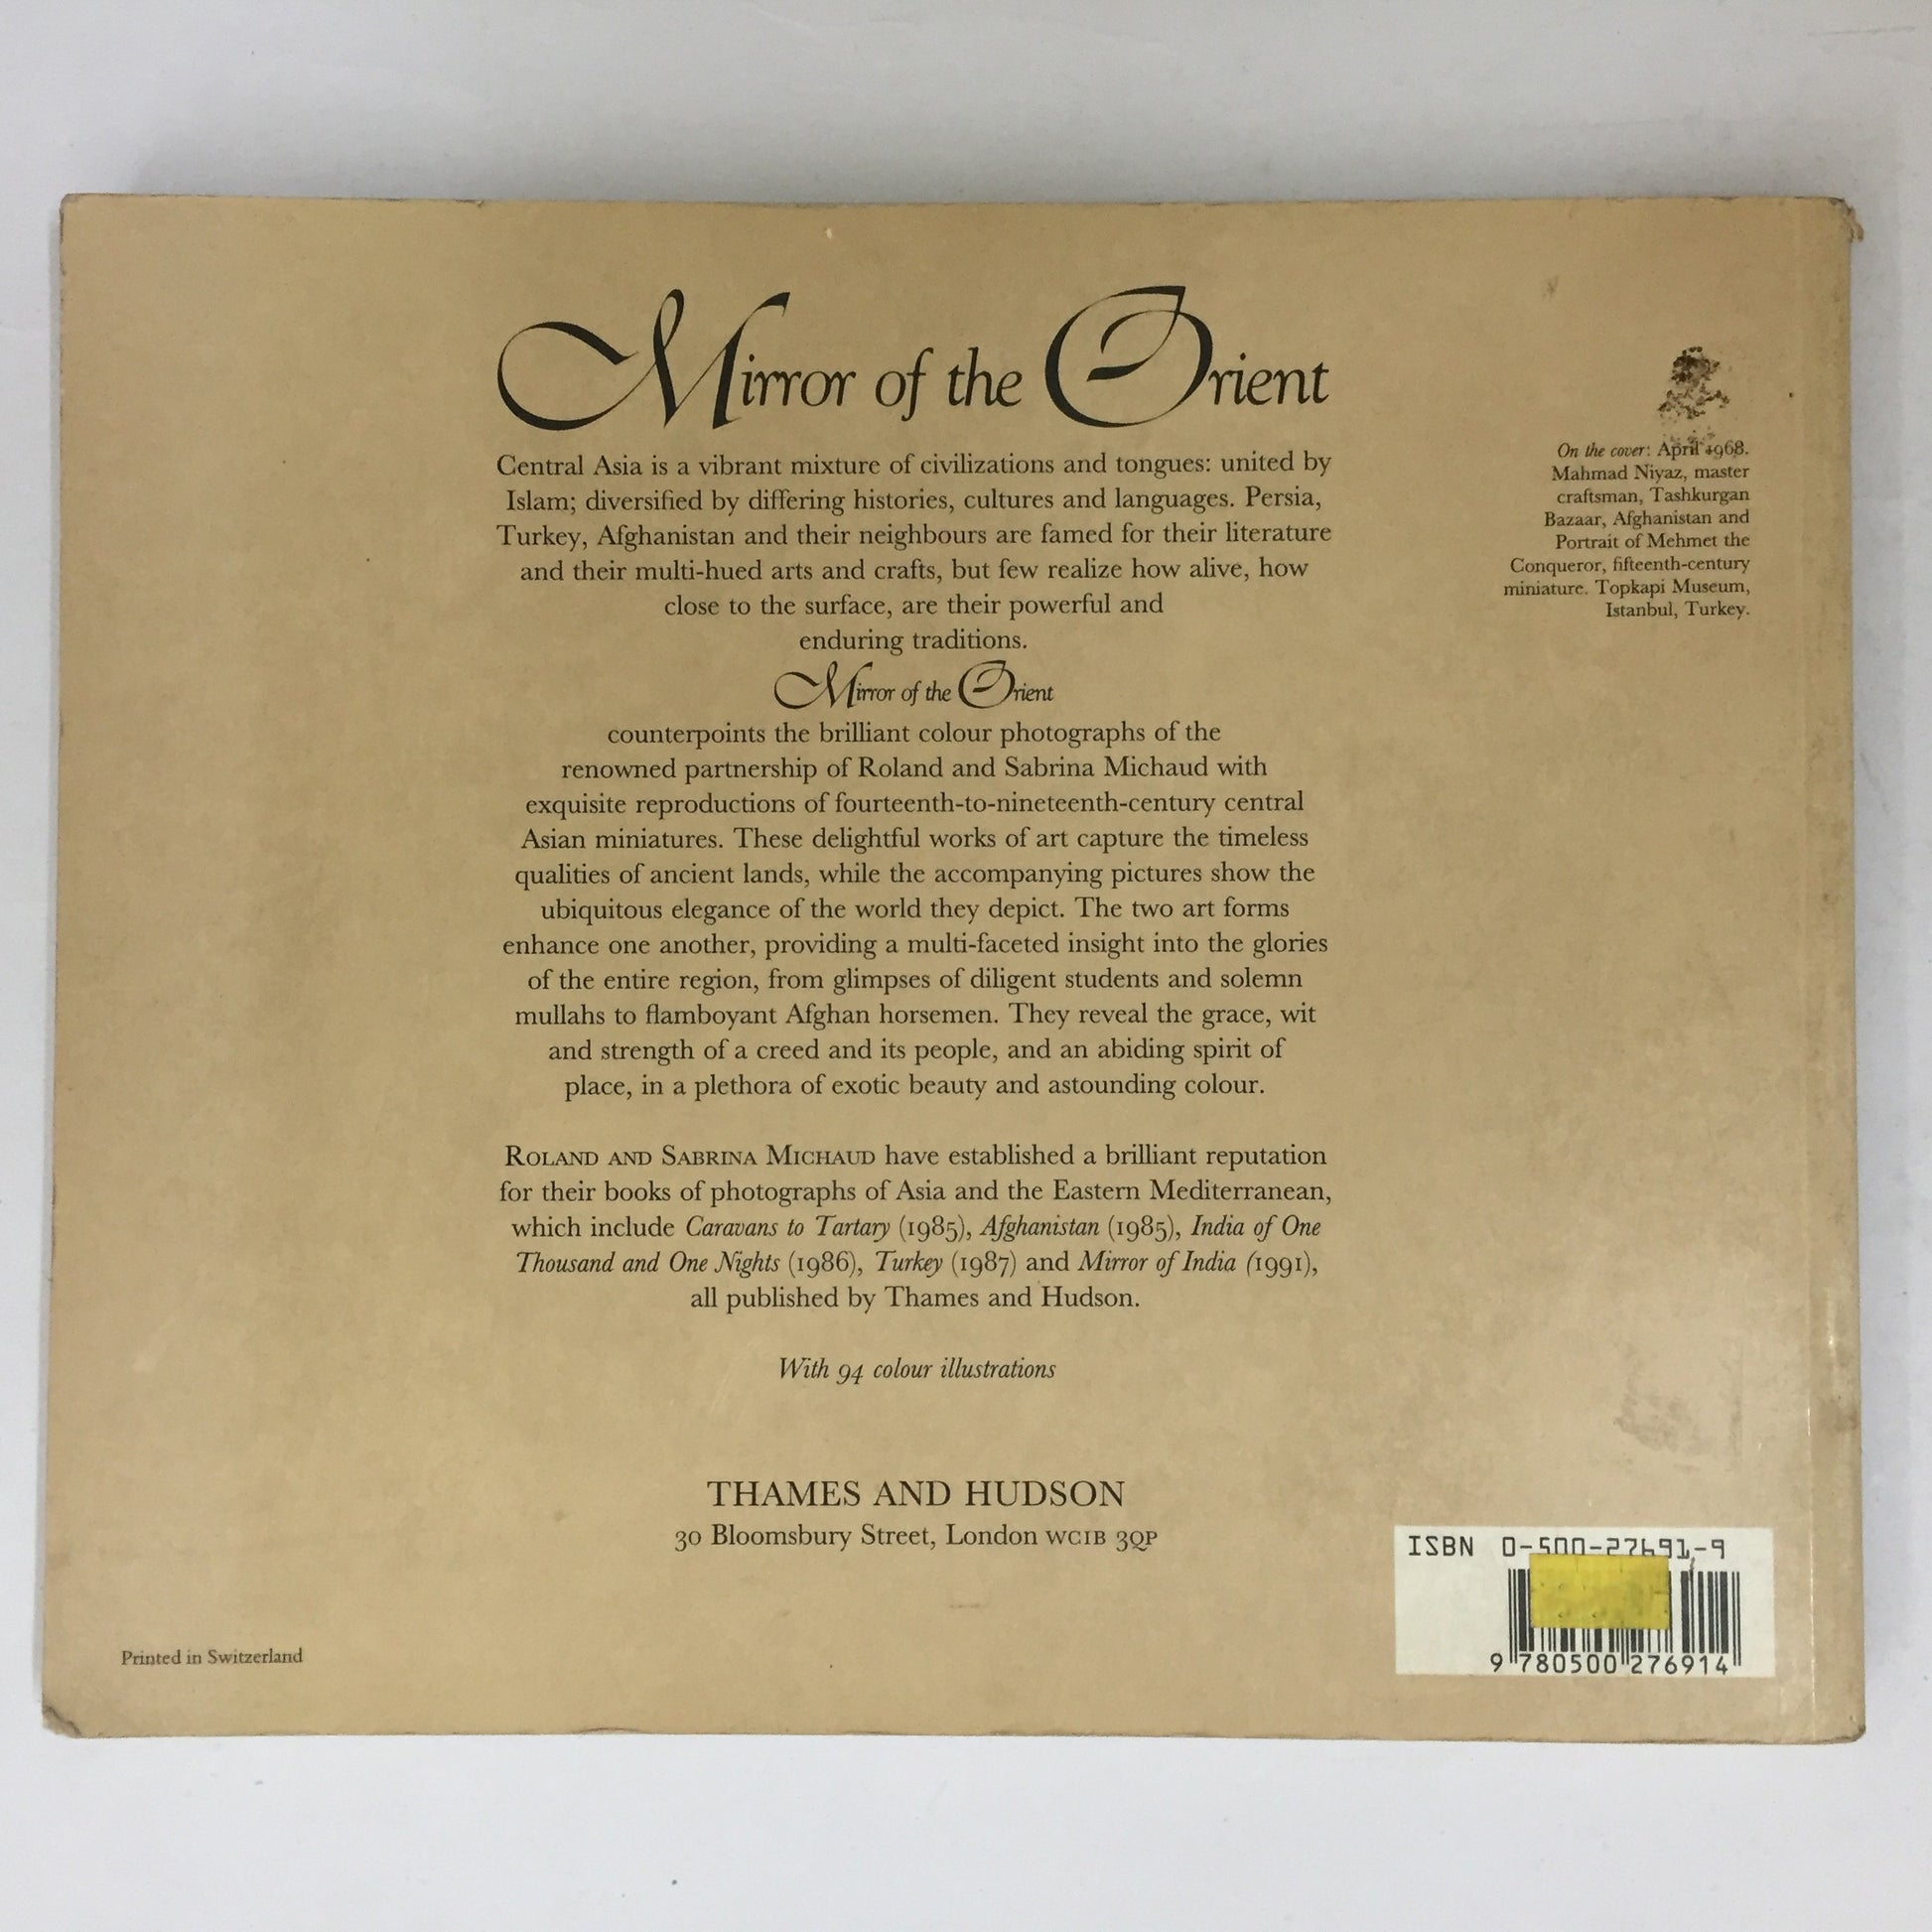 Mirror of the Orient
Central Asia is a vibrant mixture of civilizations and tongues: united by
Islam; diversified by differing histories, cultures and languages. Persia,
Turkey, Afghanistan and their neighbours are famed for their literature
and their multi-hued arts and crafts, but few realize how alive, how
close to the surface, are their powerful and
enduring traditions.
Mirror of the Orient
counterpoints the brilliant colour photographs of the
renowned partnership of Roland and Sabrina Michaud with
exquisite reproductions of fourteenth-to-nineteenth-century central
Asian miniatures. These delightful works of art capture the timeless
qualities of ancient lands, while the accompanying pictures show the
ubiquitous elegance of the world they depict. The two art forms
enhance one another, providing a multi-faceted insight into the glories
of the entire region, from glimpses of diligent students and solemn
mullahs to flamboyant Afghan horsemen. They reveal the grace, wit
and strength of a creed and its people, and an abiding spirit of
place, in a plethora of exotic beauty and astounding colour.
ROLAND AND SABRINA MICHAUD have established a brilliant reputation
for their books of photographs of Asia and the Eastern Mediterranean,
which include Caravans to Tartary (1985), Afghanistan (1985), India of One
Thousand and One Nights (1986), Turkey (1987) and Mirror of India (1991),
all published by Thames and Hudson.
With 94 colour illustrations
THAMES AND HUDSON
30 Bloomsbury Street, London WC1B 3QP
Printed in Switzerland
On the cover: April 1968.
Mahmad Niyaz, master
craftsman, Tashkurgan
Bazaar, Afghanistan and
Portrait of Mehmet the
Conqueror, fifteenth-century
miniature. Topkapi Museum,
Istanbul, Turkey.
ISBN 0-500-27691-9
9 780500 276914